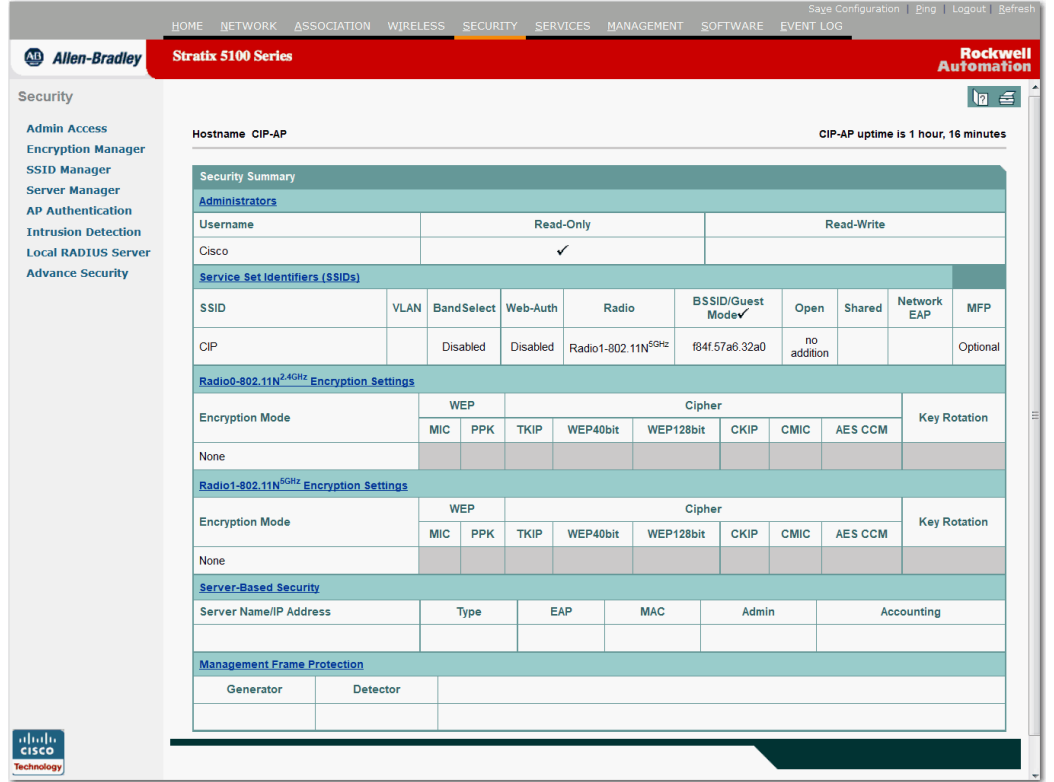 Save Configuration | Ping | Logout | Refresh
HOME NETWORK ASSOCIATION WIRELESS SECURITY SERVICES MANAGEMENT SOFTWARE EVENT LOG
AB Allen-Bradley Stratix 5100 Series Rockwell
Automation
Security
Admin Access
Encryption Manager
SSID Manager
Server Manager
AP Authentication
Intrusion Detection
Local RADIUS Server
Advance Security
Hostname CIP-AP CIP-AP uptime is 1 hour, 16 minutes
Security Summary
Administrators
Username Read-Only Read-Write
Cisco ✓
Service Set Identifiers (SSIDs)
SSID VLAN BandSelect Web-Auth Radio BSSID/Guest Mode✓ Open Shared Network EAP MFP
CIP Disabled Disabled Radio1-802.11N5GHz f84f.57a6.32a0 no addition Optional
Radio0-802.11N2.4GHz Encryption Settings
Encryption Mode WEP Cipher Key Rotation
MIC PPK TKIP WEP40bit WEP128bit CKIP CMIC AES CCM
None
Radio1-802.11N5GHz Encryption Settings
Encryption Mode WEP Cipher Key Rotation
MIC PPK TKIP WEP40bit WEP128bit CKIP CMIC AES CCM
None
Server-Based Security
Server Name/IP Address Type EAP MAC Admin Accounting
Management Frame Protection
Generator Detector
CISCO
Technology